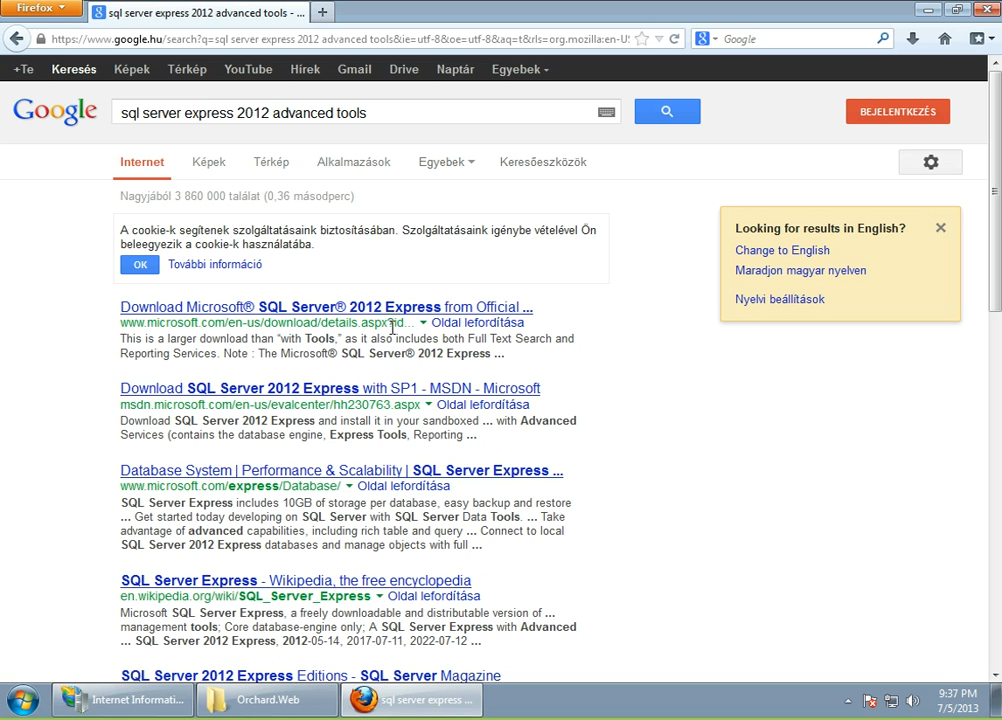 Firefox
sql server express 2012 advanced tools - ...
https://www.google.hu/search?q=sql server express 2012 advanced tools&ie=utf-8&oe=utf-8&aq=t&rls=org.mozilla:en-US
Google
+Te Keresés Képek Térkép YouTube Hírek Gmail Drive Naptár Egyebek
Google
sql server express 2012 advanced tools
BEJELENTKEZÉS
Internet Képek Térkép Alkalmazások Egyebek Keresőeszközök
Nagyjából 3 860 000 találat (0,36 másodperc)
A cookie-k segítenek szolgáltatásaink biztosításában. Szolgáltatásaink igénybe vételével Ön
beleegyezik a cookie-k használatába.
OK További információ
Looking for results in English?
Change to English
Maradjon magyar nyelven
Nyelvi beállítások
Download Microsoft® SQL Server® 2012 Express from Official ...
www.microsoft.com/en-us/download/details.aspx?id... Oldal lefordítása
This is a larger download than “with Tools,” as it also includes both Full Text Search and
Reporting Services. Note : The Microsoft® SQL Server® 2012 Express ...
Download SQL Server 2012 Express with SP1 - MSDN - Microsoft
msdn.microsoft.com/en-us/evalcenter/hh230763.aspx Oldal lefordítása
Download SQL Server 2012 Express and install it in your sandboxed ... with Advanced
Services (contains the database engine, Express Tools, Reporting ...
Database System | Performance & Scalability | SQL Server Express ...
www.microsoft.com/express/Database/ Oldal lefordítása
SQL Server Express includes 10GB of storage per database, easy backup and restore
... Get started today developing on SQL Server with SQL Server Data Tools. ... Take
advantage of advanced capabilities, including rich table and query ... Connect to local
SQL Server 2012 Express databases and manage objects with full ...
SQL Server Express - Wikipedia, the free encyclopedia
en.wikipedia.org/wiki/SQL_Server_Express Oldal lefordítása
Microsoft SQL Server Express, a freely downloadable and distributable version of ...
management tools; Core database-engine only; A SQL Server Express with Advanced
... SQL Server 2012 Express, 2012-05-14, 2017-07-11, 2022-07-12 ...
SQL Server 2012 Express Editions - SQL Server Magazine
Internet Informati... Orchard.Web sql server express ...
9:37 PM
7/5/2013